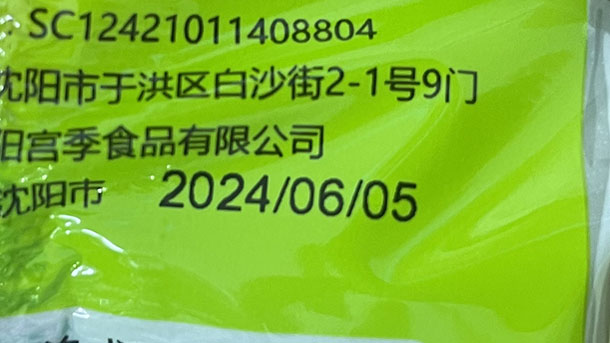 SC12421011408804
沈阳市于洪区白沙街2-1号9门
阳宫季食品有限公司
沈阳市 2024/06/05